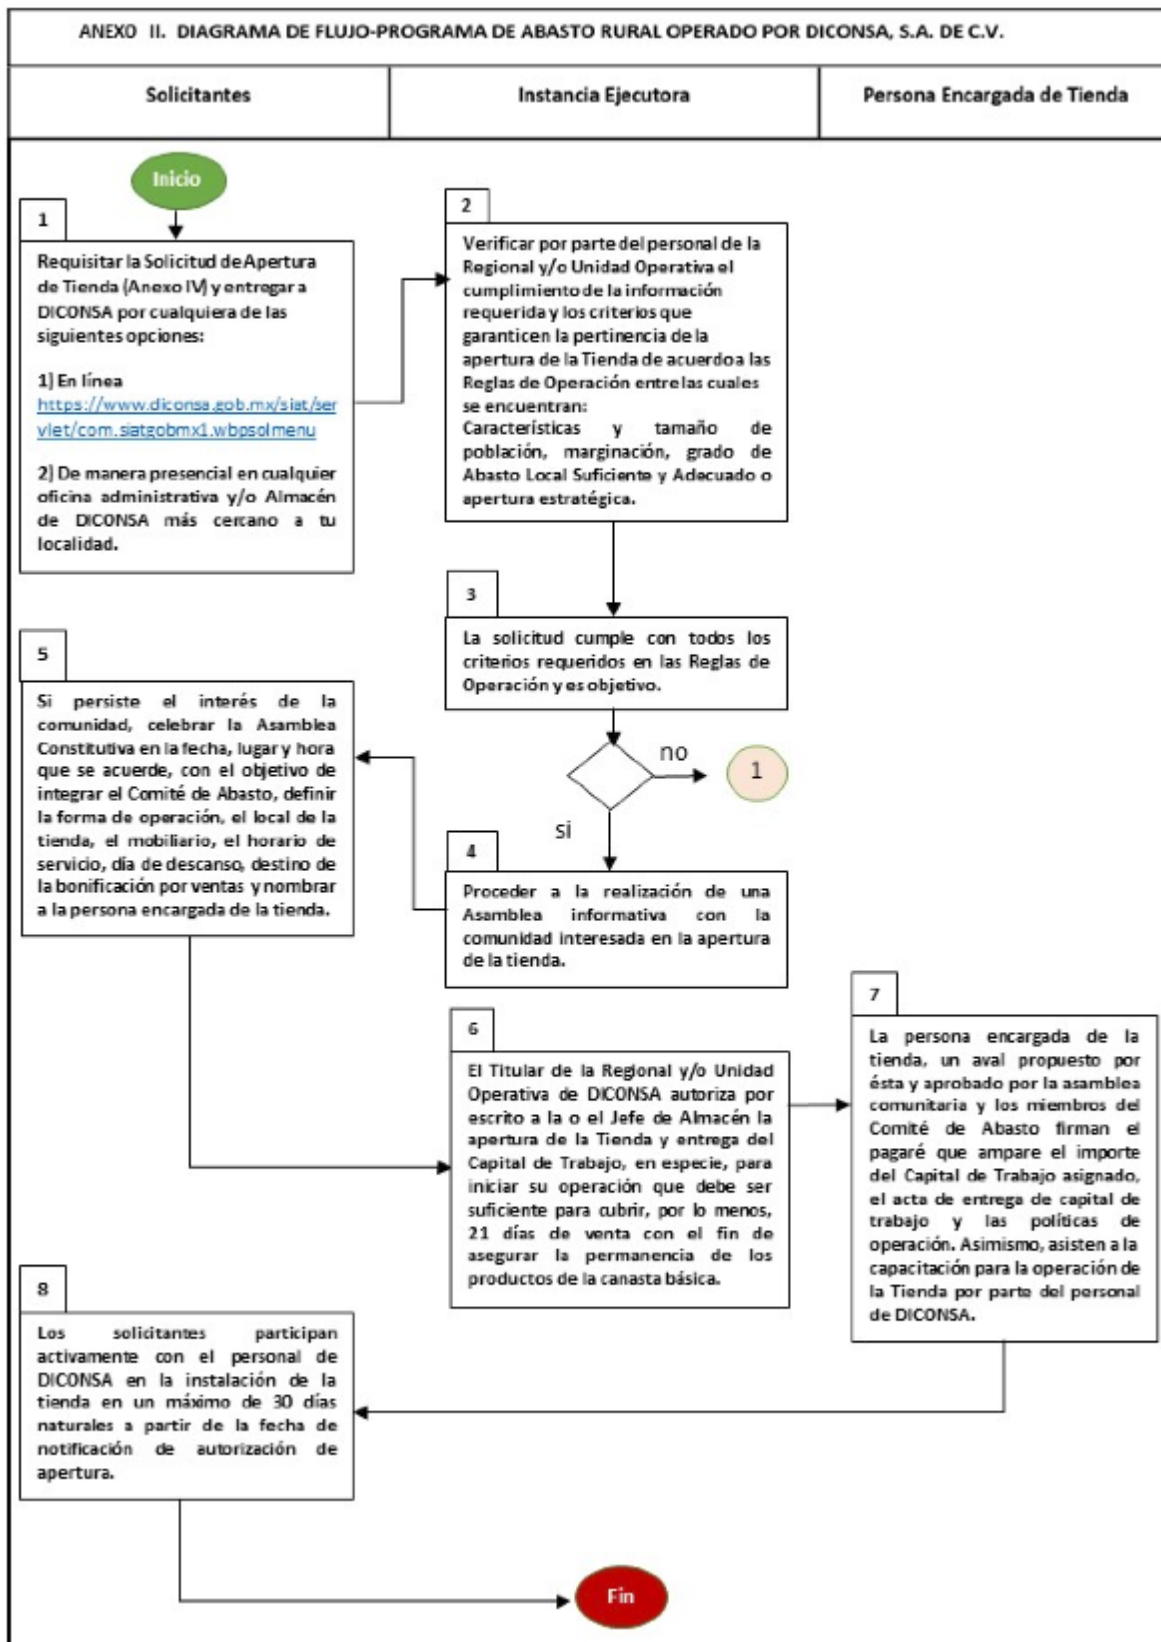 ANEXO II. DIAGRAMA DE FLUJO-PROGRAMA DE ABASTO RURAL OPERADO POR DICONSA, S.A. DE C.V.
Solicitantes
Instancia Ejecutora
Persona Encargada de Tienda
Inicio
1
Requisitar la Solicitud de Apertura
de Tienda (Anexo IV) y entregar a
DICONSA por cualquiera de las
siguientes opciones:
1) En línea
https://www.diconsa.gob.mx/siat/ser
vlet/com.siatgobmx1.wbpsolmenu
2) De manera presencial en cualquier
oficina administrativa y/o Almacén
de DICONSA más cercano a tu
localidad.
2
Verificar por parte del personal de la
Regional y/o Unidad Operativa el
cumplimiento de la información
requerida y los criterios que
garanticen la pertinencia de la
apertura de la Tienda de acuerdo a las
Reglas de Operación entre las cuales
se encuentran:
Características y tamaño de
población, marginación, grado de
Abasto Local Suficiente y Adecuado o
apertura estratégica.
3
La solicitud cumple con todos los
criterios requeridos en las Reglas de
Operación y es objetivo.
no
1
si
4
Proceder a la realización de una
Asamblea informativa con la
comunidad interesada en la apertura
de la tienda.
5
Si persiste el interés de la
comunidad, celebrar la Asamblea
Constitutiva en la fecha, lugar y hora
que se acuerde, con el objetivo de
integrar el Comité de Abasto, definir
la forma de operación, el local de la
tienda, el mobiliario, el horario de
servicio, día de descanso, destino de
la bonificación por ventas y nombrar
a la persona encargada de la tienda.
6
El Titular de la Regional y/o Unidad
Operativa de DICONSA autoriza por
escrito a la o el Jefe de Almacén la
apertura de la Tienda y entrega del
Capital de Trabajo, en especie, para
iniciar su operación que debe ser
suficiente para cubrir, por lo menos,
21 días de venta con el fin de
asegurar la permanencia de los
productos de la canasta básica.
7
La persona encargada de la
tienda, un aval propuesto por
ésta y aprobado por la asamblea
comunitaria y los miembros del
Comité de Abasto firman el
pagaré que ampare el importe
del Capital de Trabajo asignado,
el acta de entrega de capital de
trabajo y las políticas de
operación. Asimismo, asisten a la
capacitación para la operación de
la Tienda por parte del personal
de DICONSA.
8
Los solicitantes participan
activamente con el personal de
DICONSA en la instalación de la
tienda en un máximo de 30 días
naturales a partir de la fecha de
notificación de autorización de
apertura.
Fin